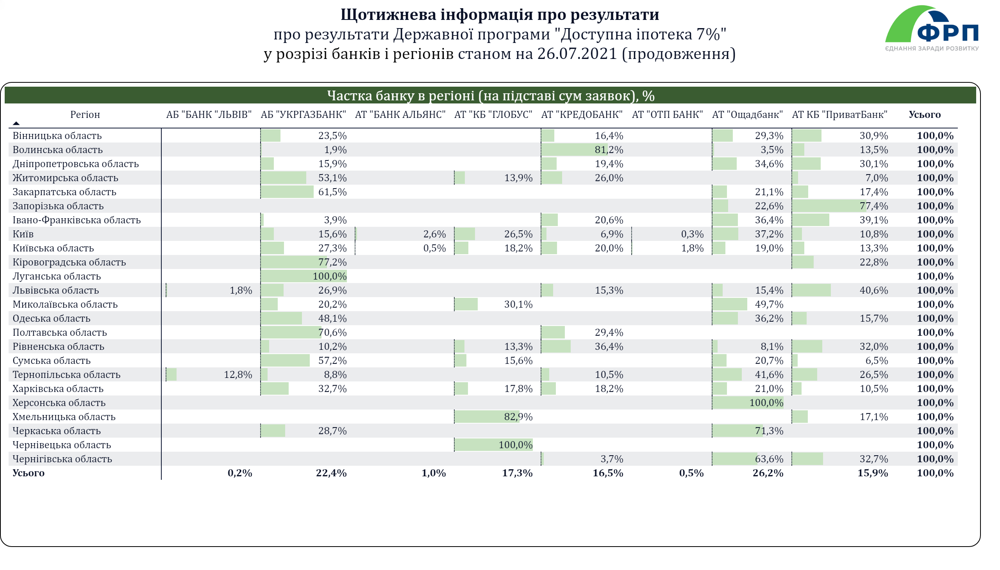 Щотижнева інформація про результати
про результати Державної програми "Доступна іпотека 7%"
у розрізі банків і регіонів станом на 26.07.2021 (продовження)
ФРП
ЄДНАННЯ ЗАРАДИ РОЗВИТКУ
Частка банку в регіоні (на підставі сум заявок), %
Регіон АБ "БАНК "ЛЬВІВ" АБ "УКРГАЗБАНК" АТ "БАНК АЛЬЯНС" АТ "КБ "ГЛОБУС" АТ "КРЕДОБАНК" АТ "ОТП БАНК" АТ "Ощадбанк" АТ КБ "ПриватБанк" Усього
Вінницька область 23,5% 16,4% 29,3% 30,9% 100,0%
Волинська область 1,9% 81,2% 3,5% 13,5% 100,0%
Дніпропетровська область 15,9% 19,4% 34,6% 30,1% 100,0%
Житомирська область 53,1% 13,9% 26,0% 7,0% 100,0%
Закарпатська область 61,5% 21,1% 17,4% 100,0%
Запорізька область 22,6% 77,4% 100,0%
Івано-Франківська область 3,9% 20,6% 36,4% 39,1% 100,0%
Київ 15,6% 2,6% 26,5% 6,9% 0,3% 37,2% 10,8% 100,0%
Київська область 27,3% 0,5% 18,2% 20,0% 1,8% 19,0% 13,3% 100,0%
Кіровоградська область 77,2% 22,8% 100,0%
Луганська область 100,0% 100,0%
Львівська область 1,8% 26,9% 15,3% 15,4% 40,6% 100,0%
Миколаївська область 20,2% 30,1% 49,7% 100,0%
Одеська область 48,1% 36,2% 15,7% 100,0%
Полтавська область 70,6% 29,4% 100,0%
Рівненська область 10,2% 13,3% 36,4% 8,1% 32,0% 100,0%
Сумська область 57,2% 15,6% 20,7% 6,5% 100,0%
Тернопільська область 12,8% 8,8% 10,5% 41,6% 26,5% 100,0%
Харківська область 32,7% 17,8% 18,2% 21,0% 10,5% 100,0%
Херсонська область 100,0% 100,0%
Хмельницька область 82,9% 17,1% 100,0%
Черкаська область 28,7% 71,3% 100,0%
Чернівецька область 100,0% 100,0%
Чернігівська область 3,7% 63,6% 32,7% 100,0%
Усього 0,2% 22,4% 1,0% 17,3% 16,5% 0,5% 26,2% 15,9% 100,0%